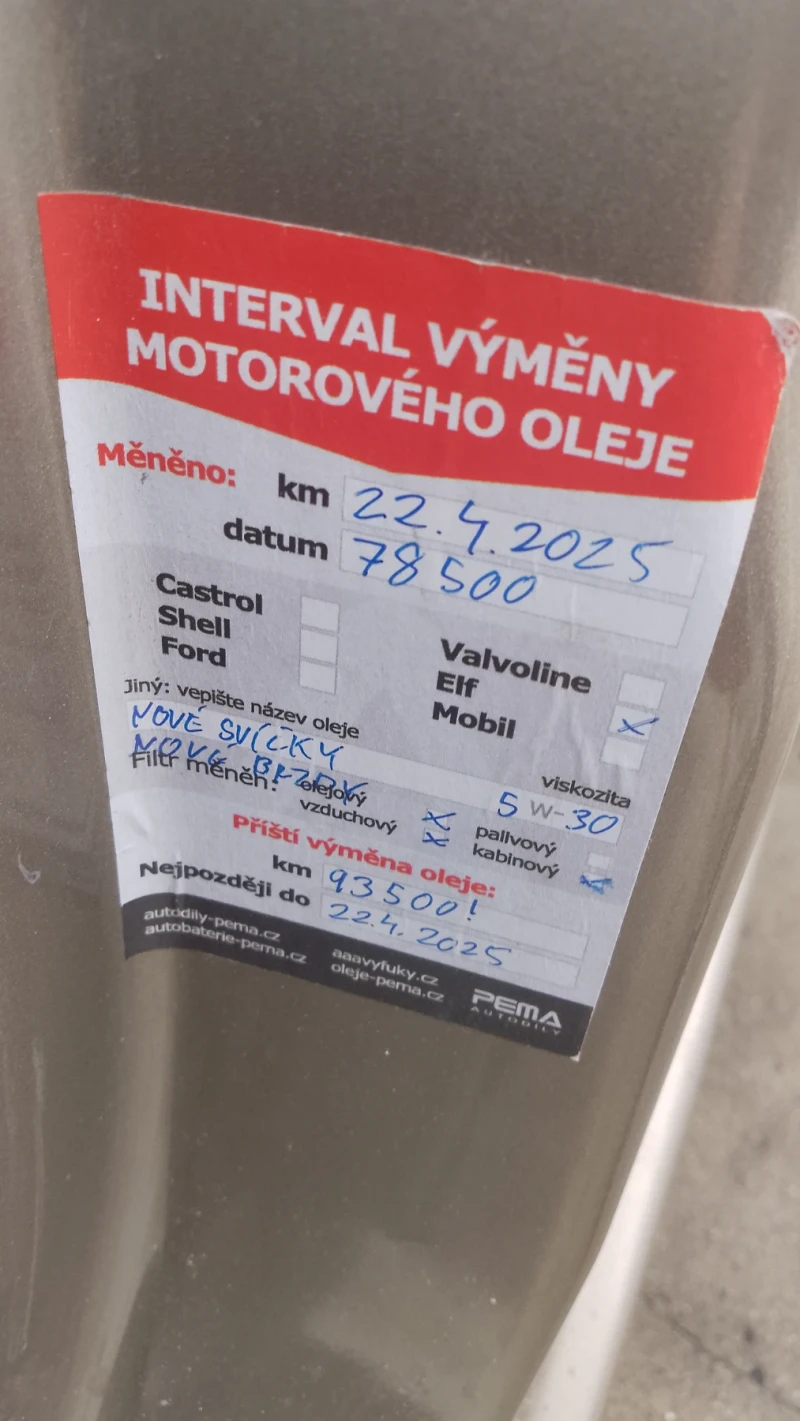 INTERVAL VÝMĚNY
MOTOROVÉHO OLEJE
Měněno: km 22.4.2025
datum 78500
Castrol
Shell
Ford
Valvoline
Elf
Mobil X
Jiný: vepište název oleje
NOVÉ SVÍČKY
NOVÉ BRZDY
viskozita
5 W-30
Filtr měněn: olejový X
vzduchový X
palivový
kabinový X
Příští výměna oleje:
km 93500!
Nejpozději do 22.4.2025
autodily-pema.cz
autobaterie-pema.cz
aaavyfuky.cz
oleje-pema.cz
PEMA
AUTODÍLY